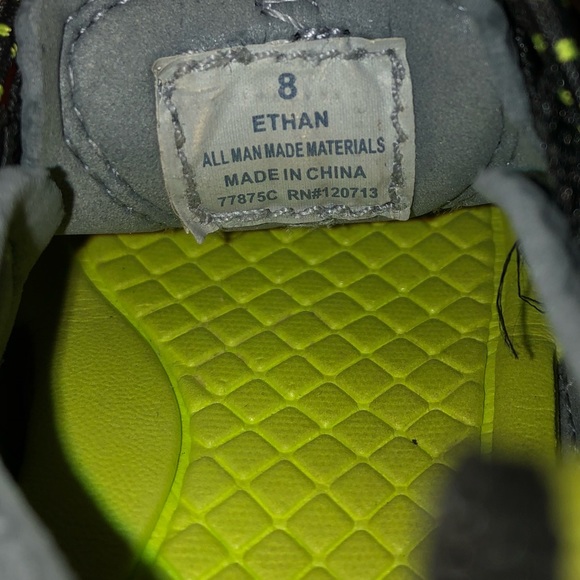 8
ETHAN
ALL MAN MADE MATERIALS
MADE IN CHINA
77875C RN#120713